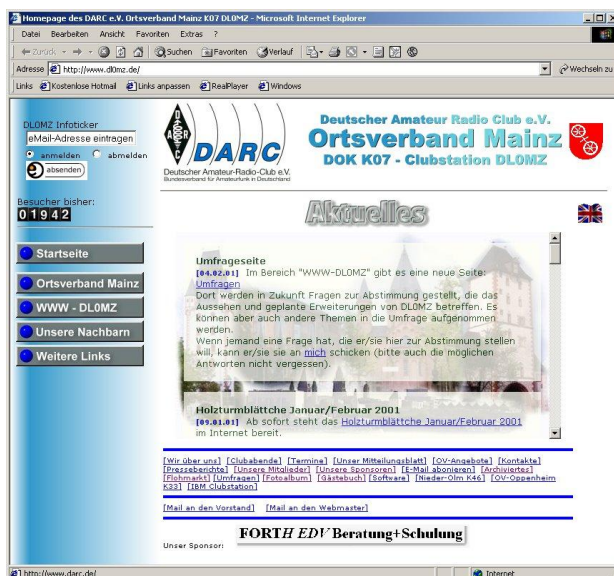 Homepage des DARC e.V. Ortsverband Mainz K07 DL0MZ - Microsoft Internet Explorer
Datei Bearbeiten Ansicht Favoriten Extras ?
Zurück Suchen Favoriten Verlauf
Adresse http://www.dl0mz.de/ Wechseln zu
Links Kostenlose Hotmail Links anpassen RealPlayer Windows
DL0MZ Infoticker
eMail-Adresse eintragen
anmelden abmelden
absenden
Besucher bisher:
01942
Startseite
Ortsverband Mainz
WWW - DL0MZ
Unsere Nachbarn
Weitere Links
DARC
Deutscher Amateur-Radio-Club e.V.
Bundesverband für Amateurfunk in Deutschland
Deutscher Amateur Radio Club e.V.
Ortsverband Mainz
DOK K07 - Clubstation DL0MZ
Aktuelles
Umfrageseite
[04.02.01] Im Bereich "WWW-DL0MZ" gibt es eine neue Seite:
Umfragen
Dort werden in Zukunft Fragen zur Abstimmung gestellt, die das
Aussehen und geplante Erweiterungen von DL0MZ betreffen. Es
können aber auch andere Themen in die Umfrage aufgenommen
werden.
Wenn jemand eine Frage hat, die er/sie hier zur Abstimmung stellen
will, kann er/sie sie an mich schicken (bitte auch die möglichen
Antworten nicht vergessen).
Holzturmblättche Januar/Februar 2001
[09.01.01] Ab sofort steht das Holzturmblättche Januar/Februar 2001
im Internet bereit.
[Wir über uns] [Clubabende] [Termine] [Unser Mitteilungsblatt] [OV-Angebote] [Kontakte]
[Presseberichte] [Unsere Mitglieder] [Unsere Sponsoren] [E-Mail abonieren] [Archiviertes]
[Flohmarkt] [Umfragen] [Fotoalbum] [Gästebuch] [Software] [Nieder-Olm K46] [OV-Oppenheim
K33] [IBM Clubstation]
[Mail an den Vorstand] [Mail an den Webmaster]
Unser Sponsor: FORTH EDV Beratung+Schulung
http://www.darc.de/ Internet